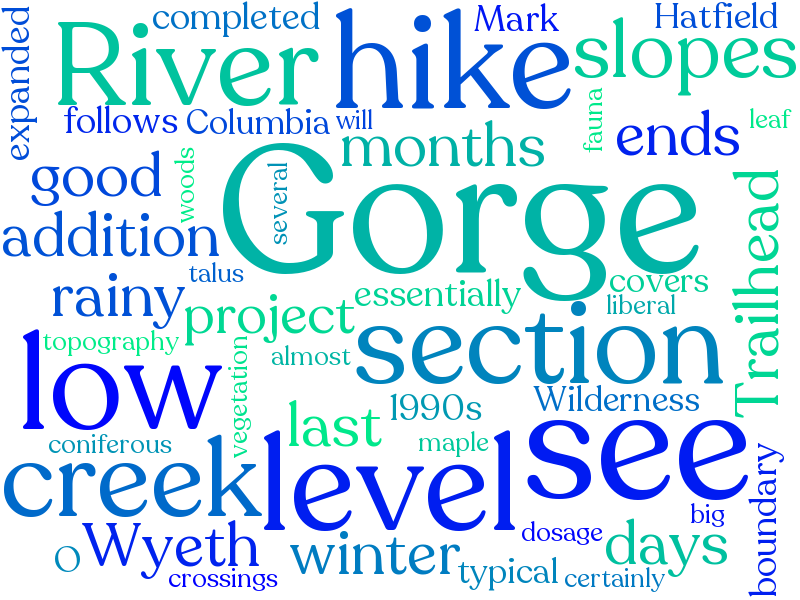 completed
Mark
Hatfield
expanded
River
hike
slopes
follows
Columbia
will
fauna
ends
leaf
months
good
woods
several
Gorge
addition
talus
Trailhead
rainy
project
essentially
covers
liberal
topography
vegetation
almost
section
low
last
1990s
Wilderness
coniferous
maple
see
creek
level
boundary
big
O
Wyeth
winter
dosage
days
crossings
typical
certainly